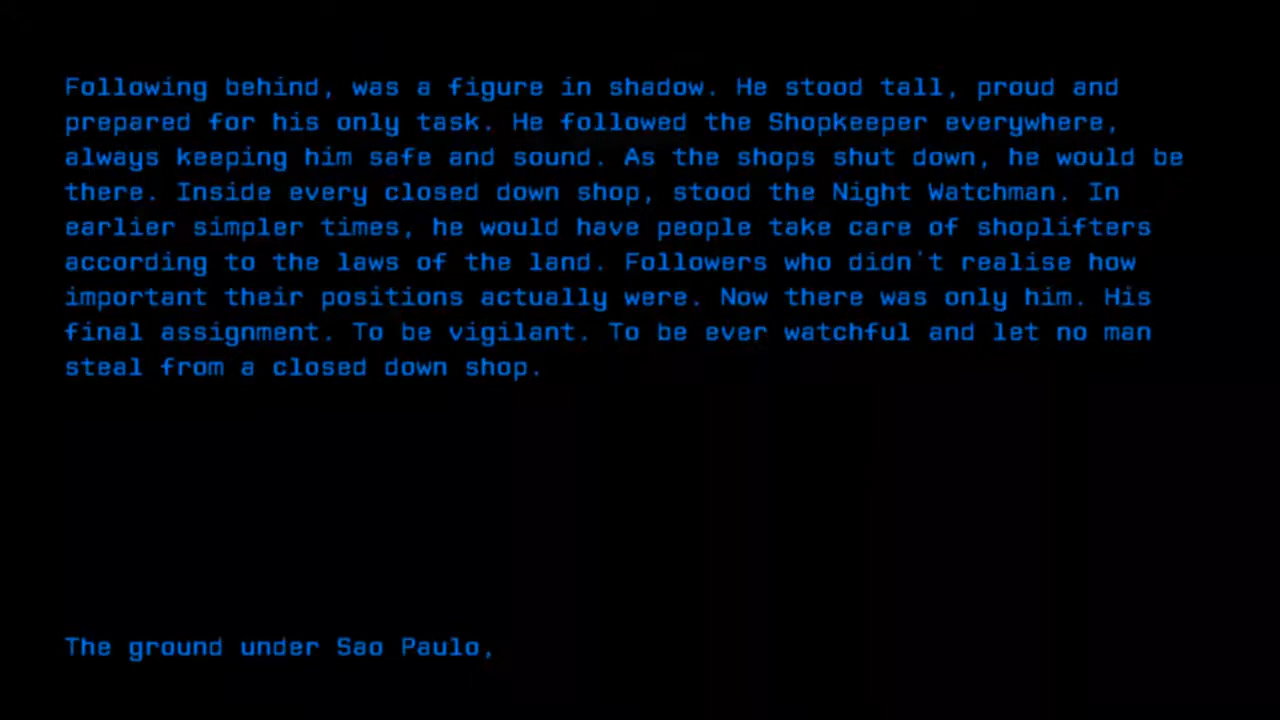 Following behind, was a figure in shadow. He stood tall, proud and
prepared for his only task. He followed the Shopkeeper everywhere,
always keeping him safe and sound. As the shops shut down, he would be
there. Inside every closed down shop, stood the Night Watchman. In
earlier simpler times, he would have people take care of shoplifters
according to the laws of the land. Followers who didn't realise how
important their positions actually were. Now there was only him. His
final assignment. To be vigilant. To be ever watchful and let no man
steal from a closed down shop.
The ground under Sao Paulo,